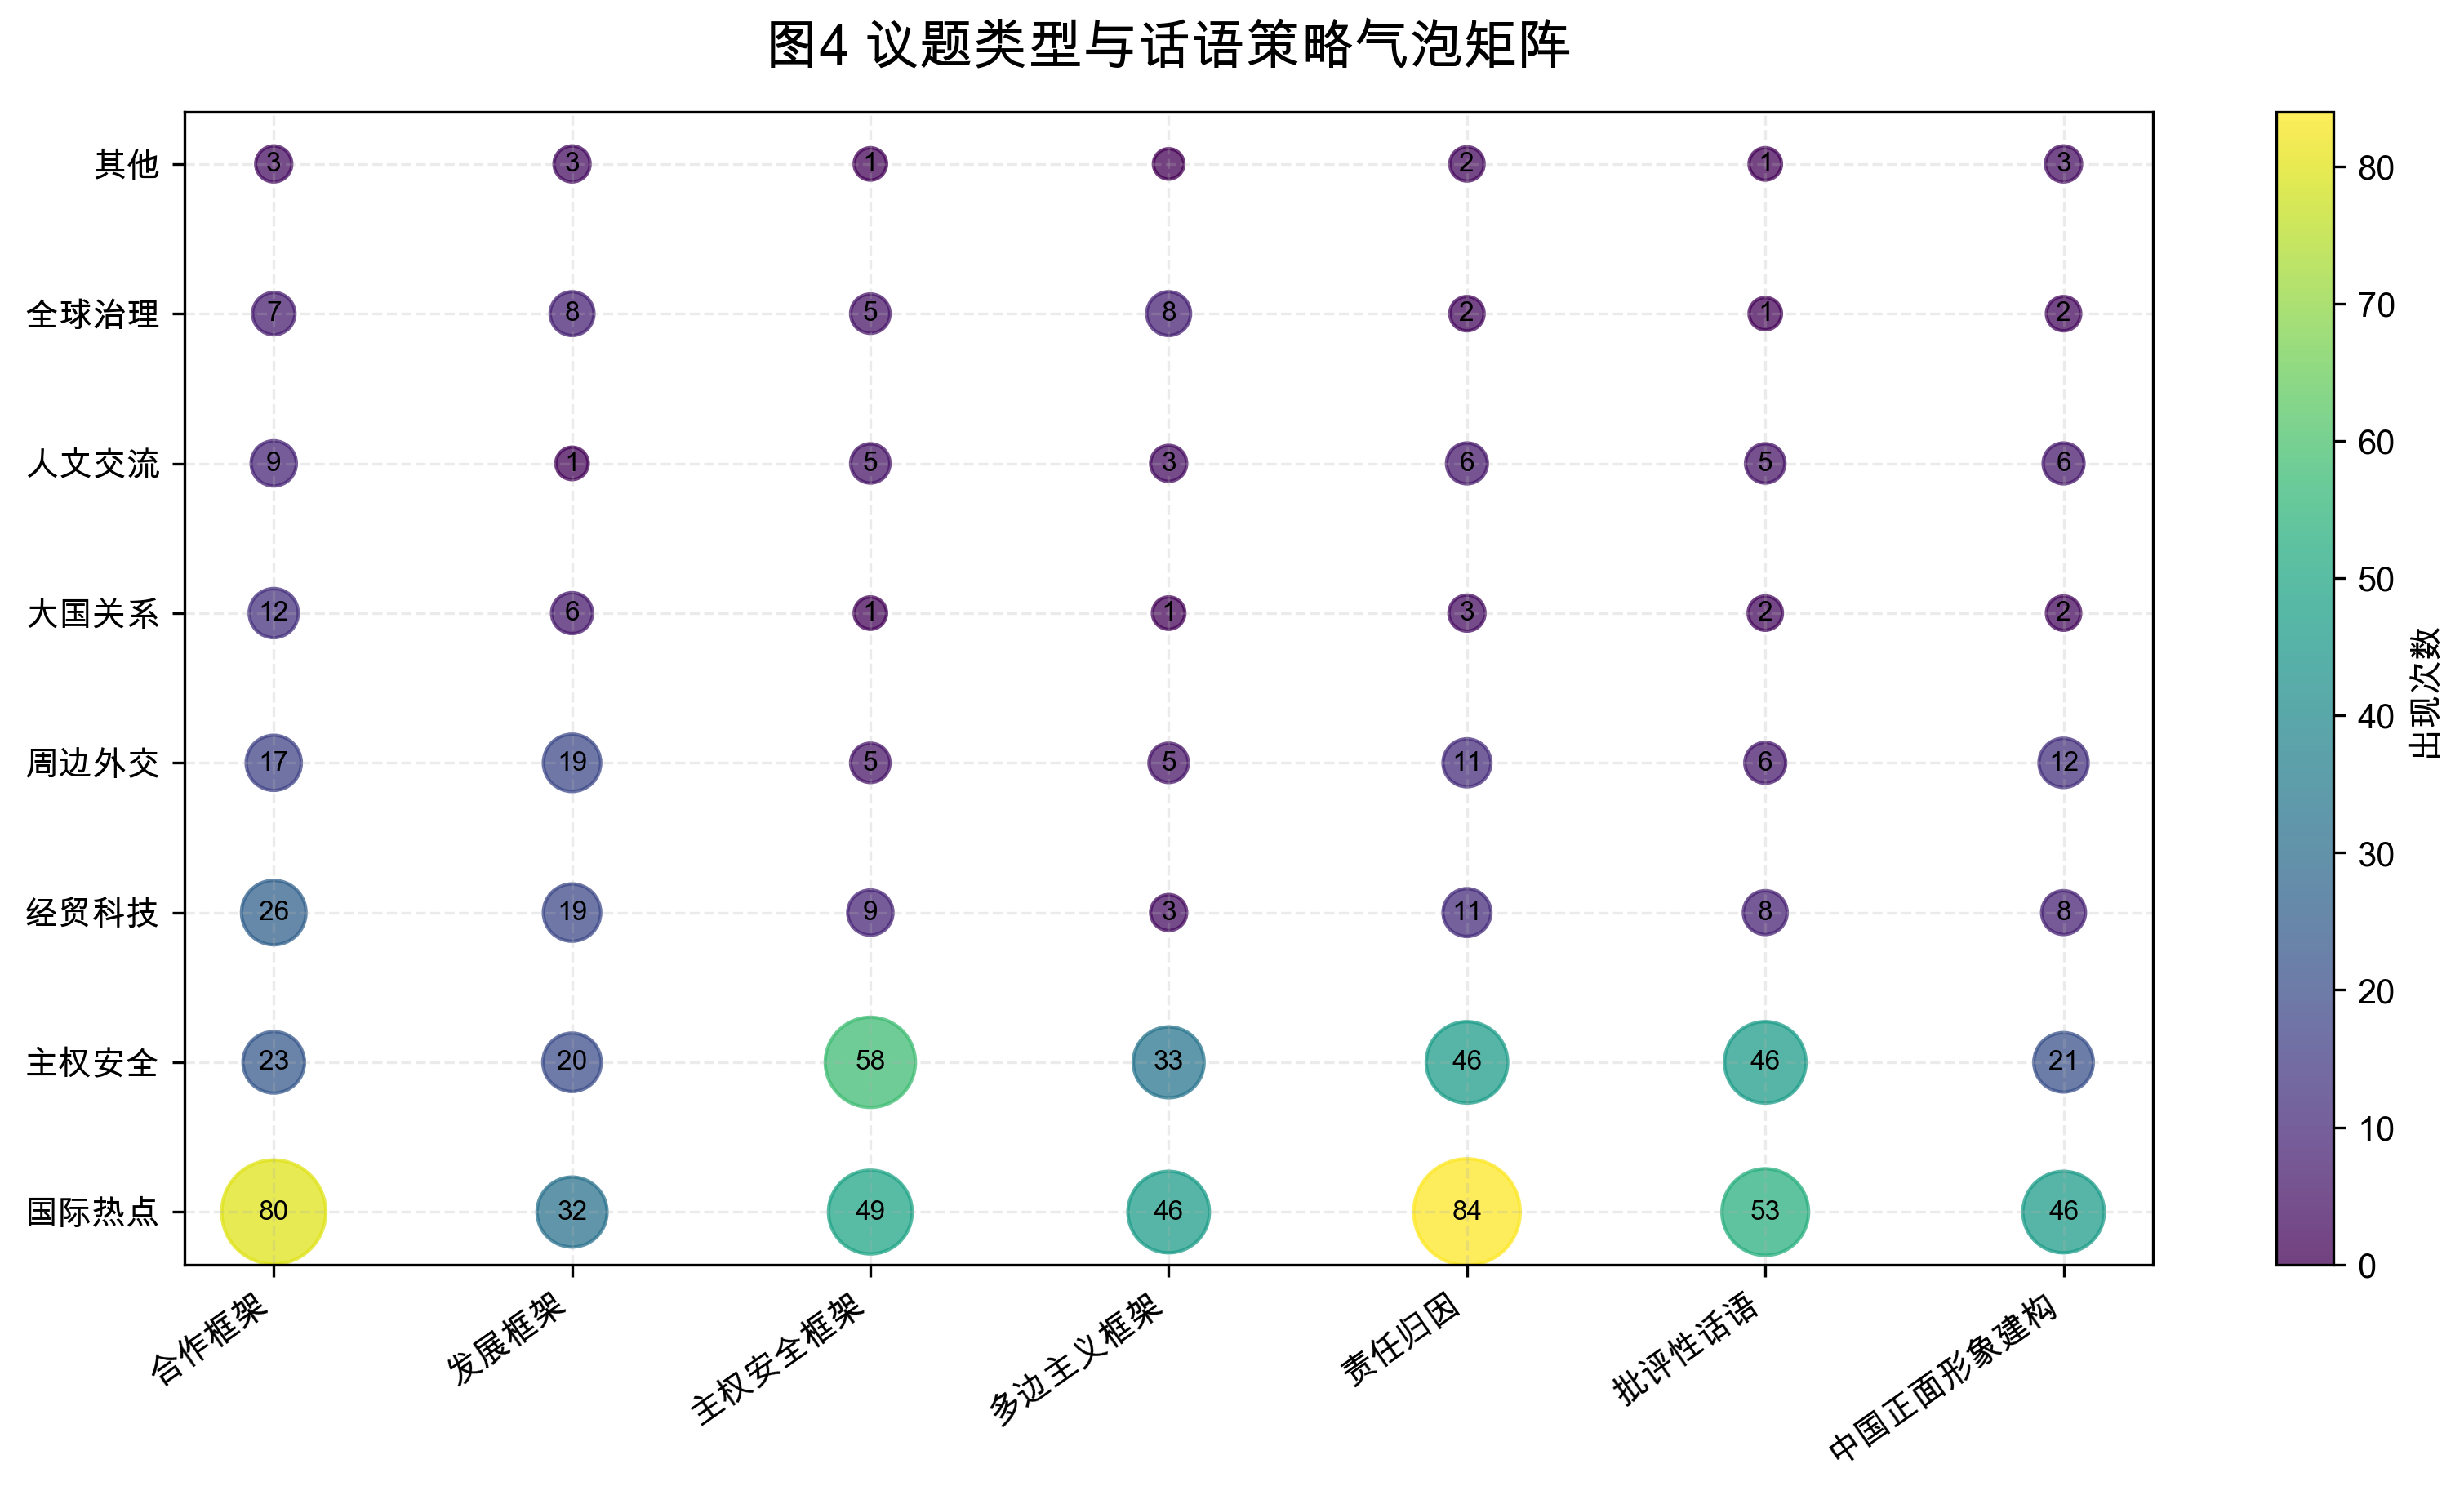 图4 议题类型与话语策略气泡矩阵
其他 3 3 1 2 1 3
全球治理 7 8 5 8 2 1 2
人文交流 9 1 5 3 6 5 6
大国关系 12 6 1 1 3 2 2
周边外交 17 19 5 5 11 6 12
经贸科技 26 19 9 3 11 8 8
主权安全 23 20 58 33 46 46 21
国际热点 80 32 49 46 84 53 46
合作框架 发展框架 主权安全框架 多边主义框架 责任归因 批评性话语 中国正面形象建构
80
70
60
50
40
30
20
10
0
出现次数